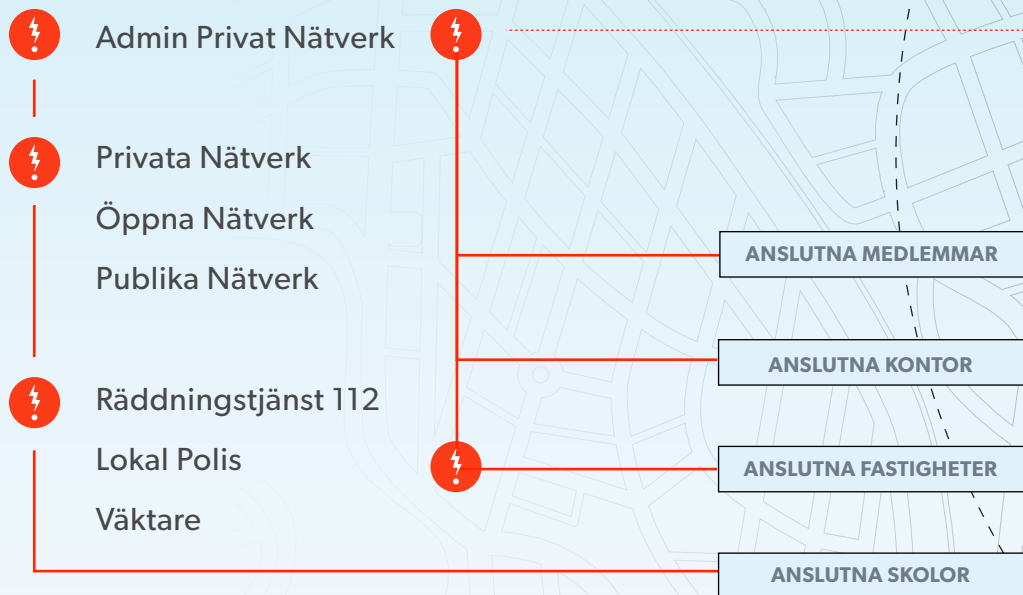 Admin Privat Nätverk
Privata Nätverk
Öppna Nätverk
Publika Nätverk
Räddningstjänst 112
Lokal Polis
Väktare
ANSLUTNA MEDLEMMAR
ANSLUTNA KONTOR
ANSLUTNA FASTIGHETER
ANSLUTNA SKOLOR